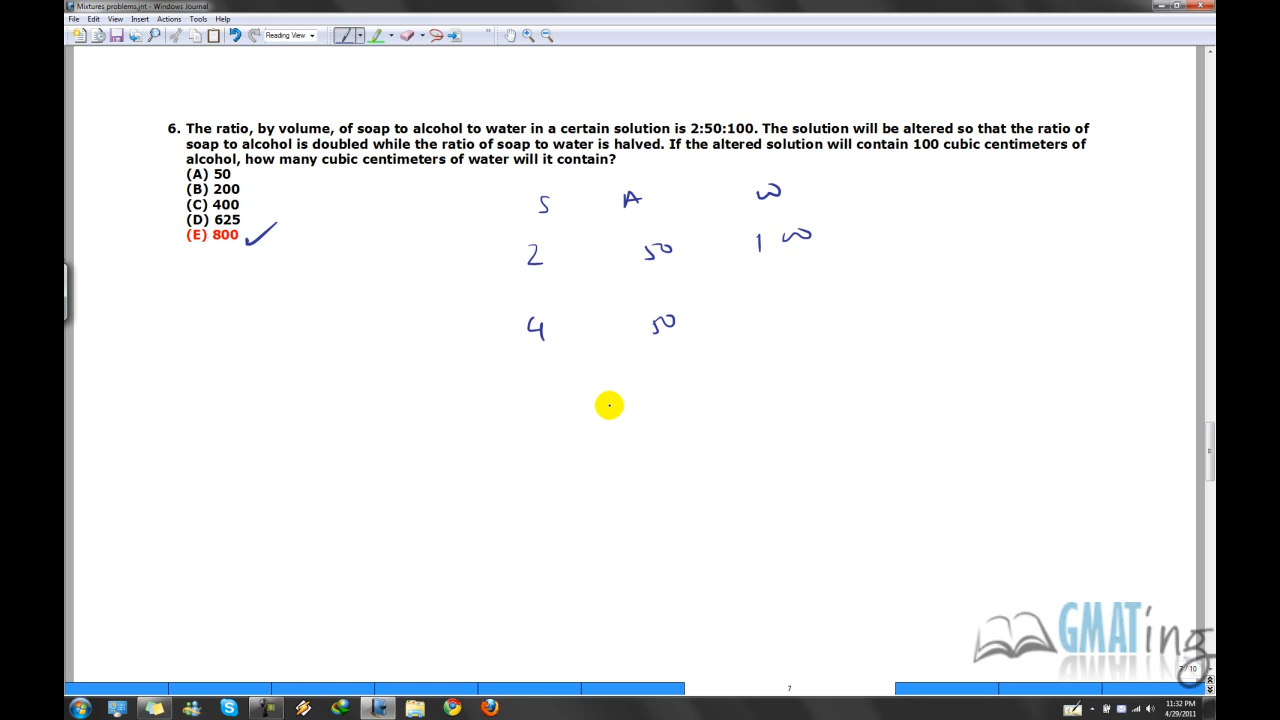 Mixtures problems.jnt - Windows Journal
File Edit View Insert Actions Tools Help
Reading View
6. The ratio, by volume, of soap to alcohol to water in a certain solution is 2:50:100. The solution will be altered so that the ratio of
soap to alcohol is doubled while the ratio of soap to water is halved. If the altered solution will contain 100 cubic centimeters of
alcohol, how many cubic centimeters of water will it contain?
(A) 50
(B) 200
(C) 400
(D) 625
(E) 800
S A W
2 50 100
4 50
GMATing
7 / 10
7
11:32 PM
4/29/2011